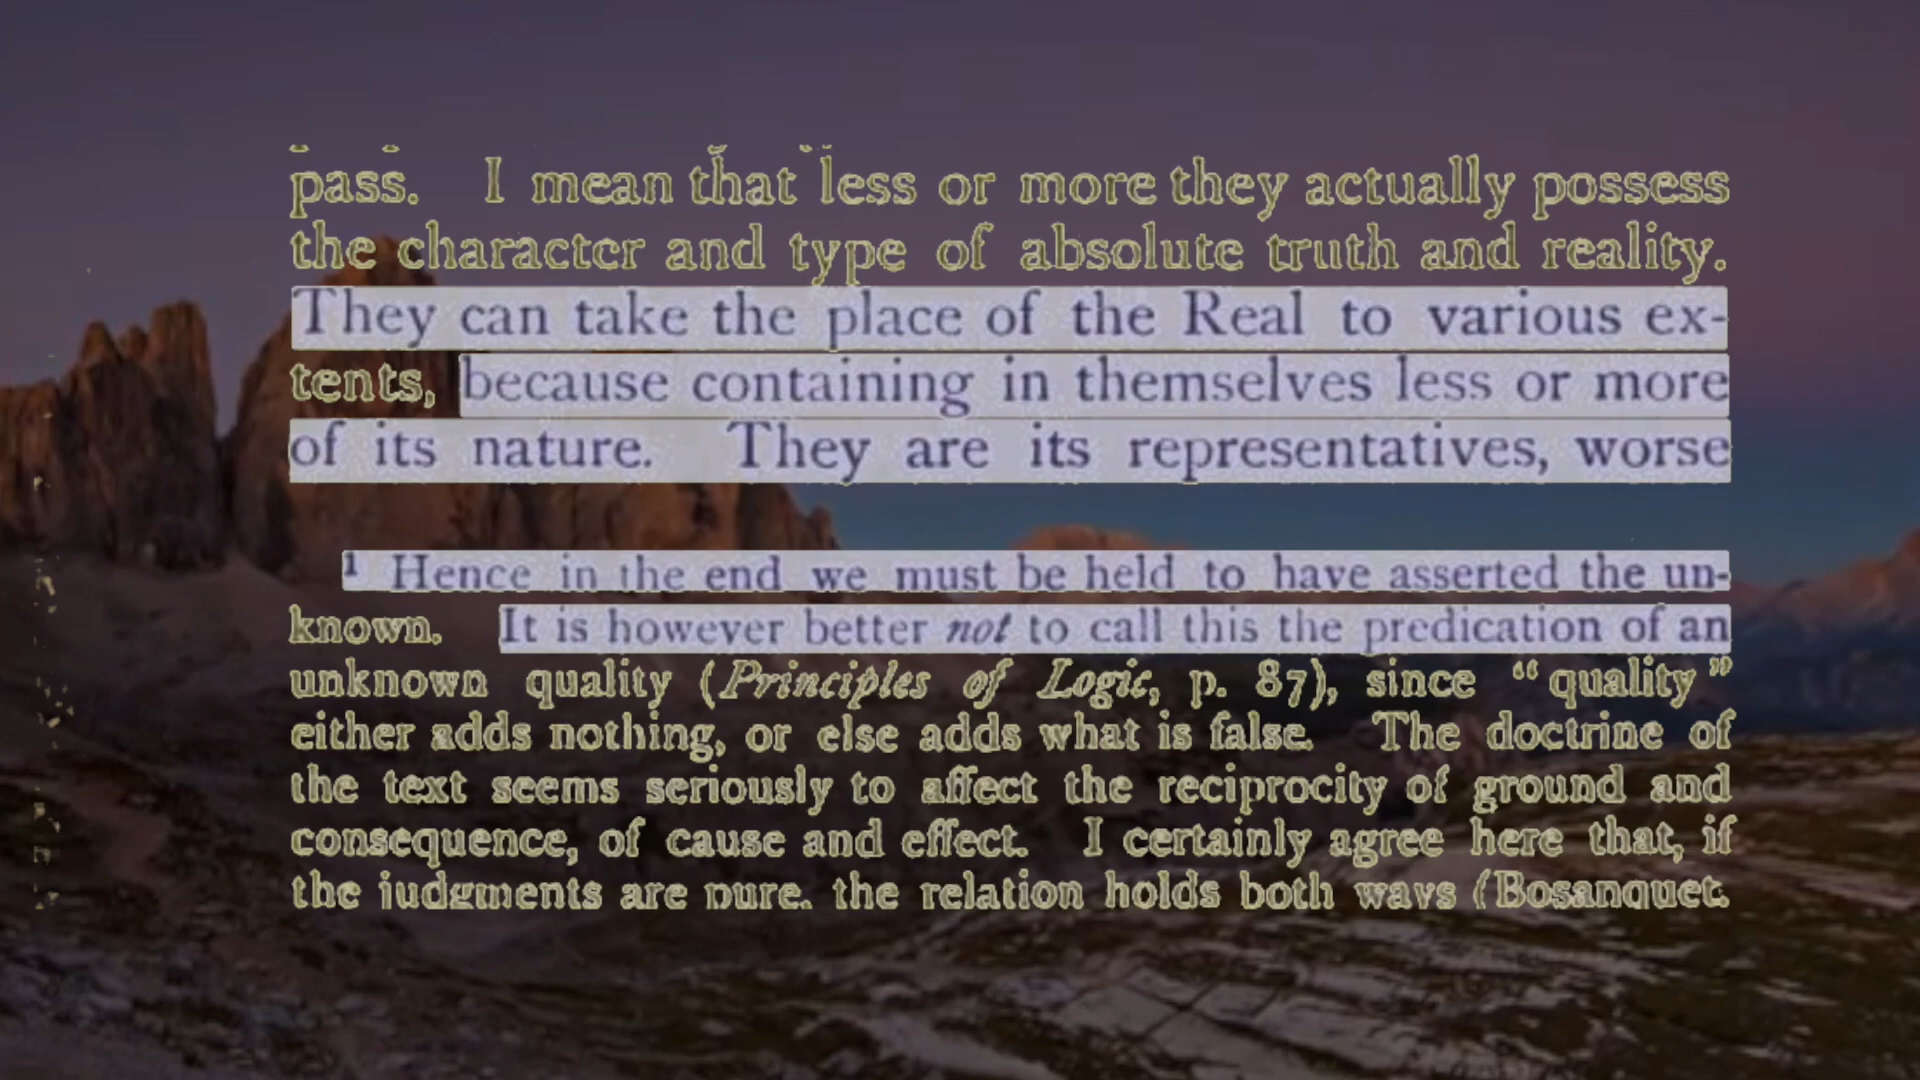 pass. I mean that less or more they actually possess
the character and type of absolute truth and reality.
They can take the place of the Real to various ex-
tents, because containing in themselves less or more
of its nature. They are its representatives, worse
1 Hence in the end we must be held to have asserted the un-
known. It is however better not to call this the predication of an
unknown quality (Principles of Logic, p. 87), since “quality”
either adds nothing, or else adds what is false. The doctrine of
the text seems seriously to affect the reciprocity of ground and
consequence, of cause and effect. I certainly agree here that, if
the judgments are pure, the relation holds both ways (Bosanquet,